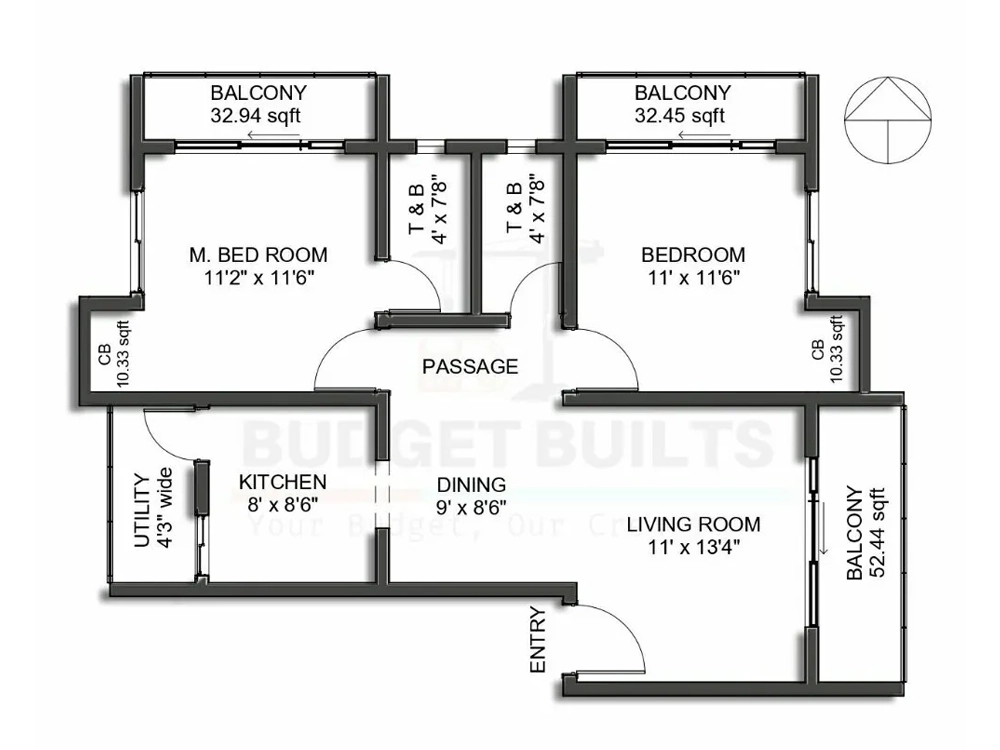 BALCONY
32.94 sqft
BALCONY
32.45 sqft
T & B
4' x 7'8"
T & B
4' x 7'8"
M. BED ROOM
11'2" x 11'6"
BEDROOM
11' x 11'6"
CB
10.33 sqft
PASSAGE
CB
10.33 sqft
BUDGET BUILTS
Your Budget, Our
UTILITY
4'3" wide
KITCHEN
8' x 8'6"
DINING
9' x 8'6"
LIVING ROOM
11' x 13'4"
BALCONY
52.44 sqft
ENTRY